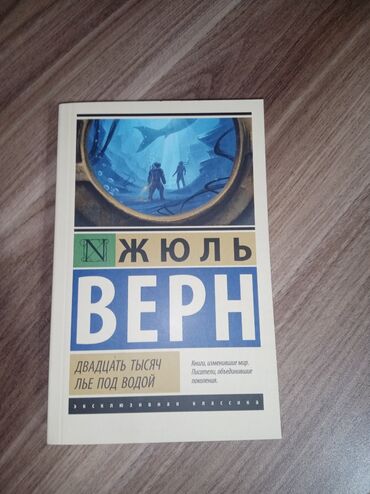 N ЖЮЛЬ
ВЕРН
ДВАДЦАТЬ ТЫСЯЧ
ЛЬЕ ПОД ВОДОЙ
Книги, изменившие мир.
Писатели, объединившие
поколения.
ЭКСКЛЮЗИВНАЯ КЛАССИКА